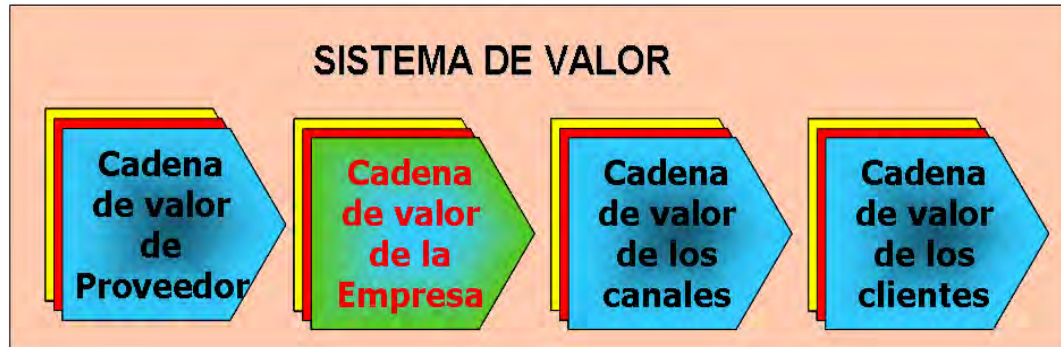 SISTEMA DE VALOR
Cadena
de valor
de
Proveedor
Cadena
de valor
de la
Empresa
Cadena
de valor
de los
canales
Cadena
de valor
de los
clientes